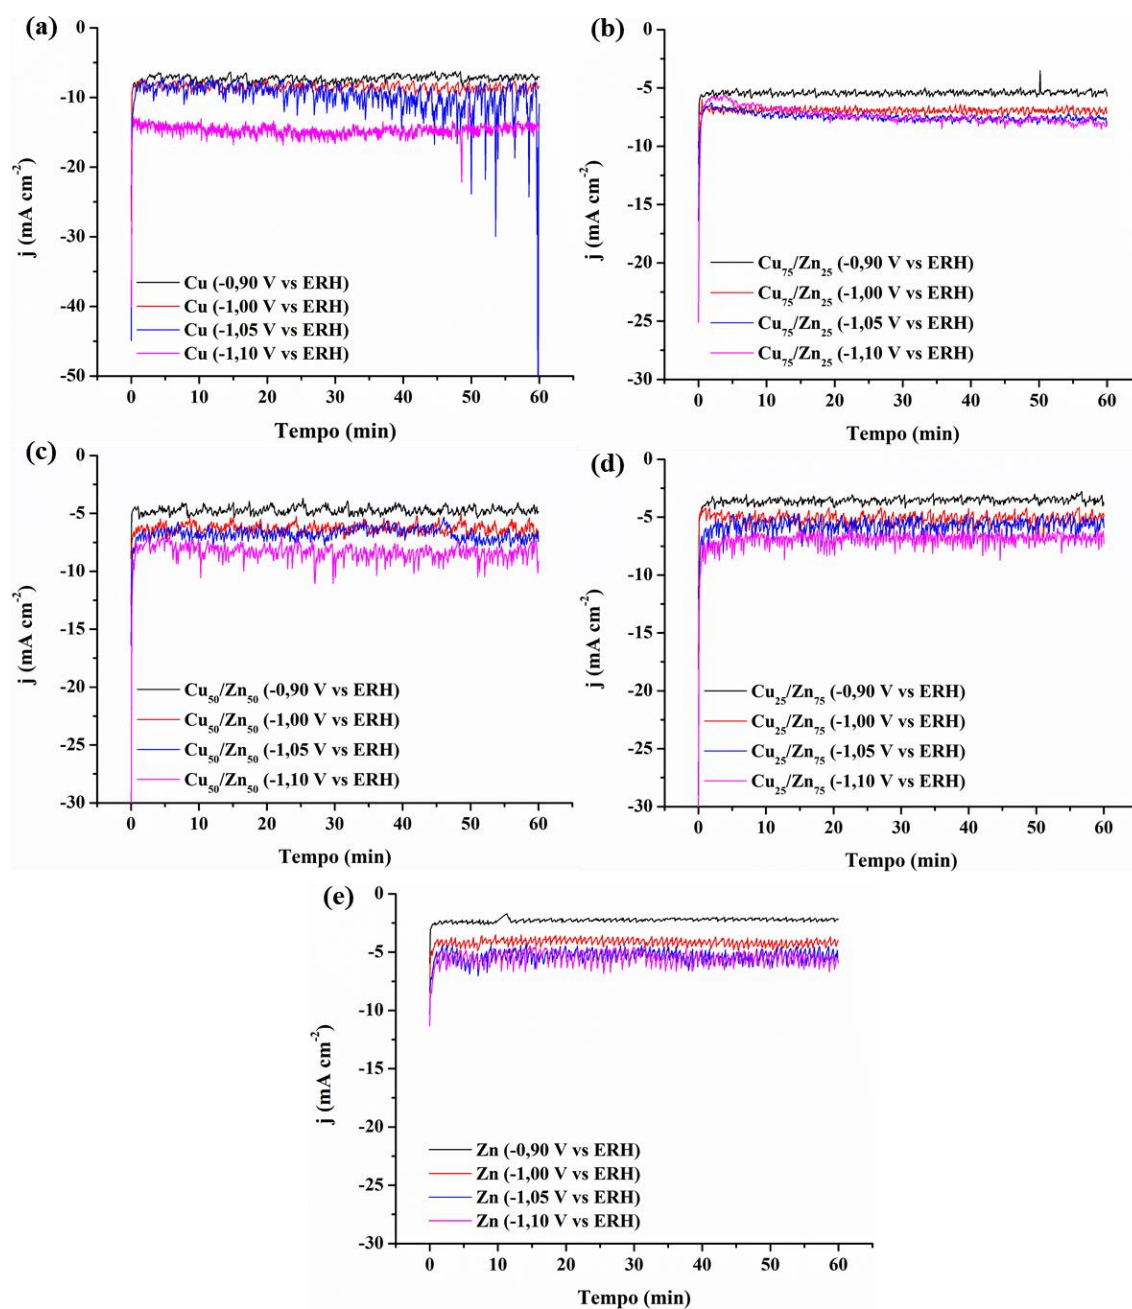 (a)
0
-10
-20
-30
-40
-50
j (mA cm-2)
Cu (-0,90 V vs ERH)
Cu (-1,00 V vs ERH)
Cu (-1,05 V vs ERH)
Cu (-1,10 V vs ERH)
0 10 20 30 40 50 60
Tempo (min)
(b)
0
-5
-10
-15
-20
-25
-30
j (mA cm-2)
Cu75/Zn25 (-0,90 V vs ERH)
Cu75/Zn25 (-1,00 V vs ERH)
Cu75/Zn25 (-1,05 V vs ERH)
Cu75/Zn25 (-1,10 V vs ERH)
0 10 20 30 40 50 60
Tempo (min)
(c)
0
-5
-10
-15
-20
-25
-30
j (mA cm-2)
Cu50/Zn50 (-0,90 V vs ERH)
Cu50/Zn50 (-1,00 V vs ERH)
Cu50/Zn50 (-1,05 V vs ERH)
Cu50/Zn50 (-1,10 V vs ERH)
0 10 20 30 40 50 60
Tempo (min)
(d)
0
-5
-10
-15
-20
-25
-30
j (mA cm-2)
Cu25/Zn75 (-0,90 V vs ERH)
Cu25/Zn75 (-1,00 V vs ERH)
Cu25/Zn75 (-1,05 V vs ERH)
Cu25/Zn75 (-1,10 V vs ERH)
0 10 20 30 40 50 60
Tempo (min)
(e)
0
-5
-10
-15
-20
-25
-30
j (mA cm-2)
Zn (-0,90 V vs ERH)
Zn (-1,00 V vs ERH)
Zn (-1,05 V vs ERH)
Zn (-1,10 V vs ERH)
0 10 20 30 40 50 60
Tempo (min)